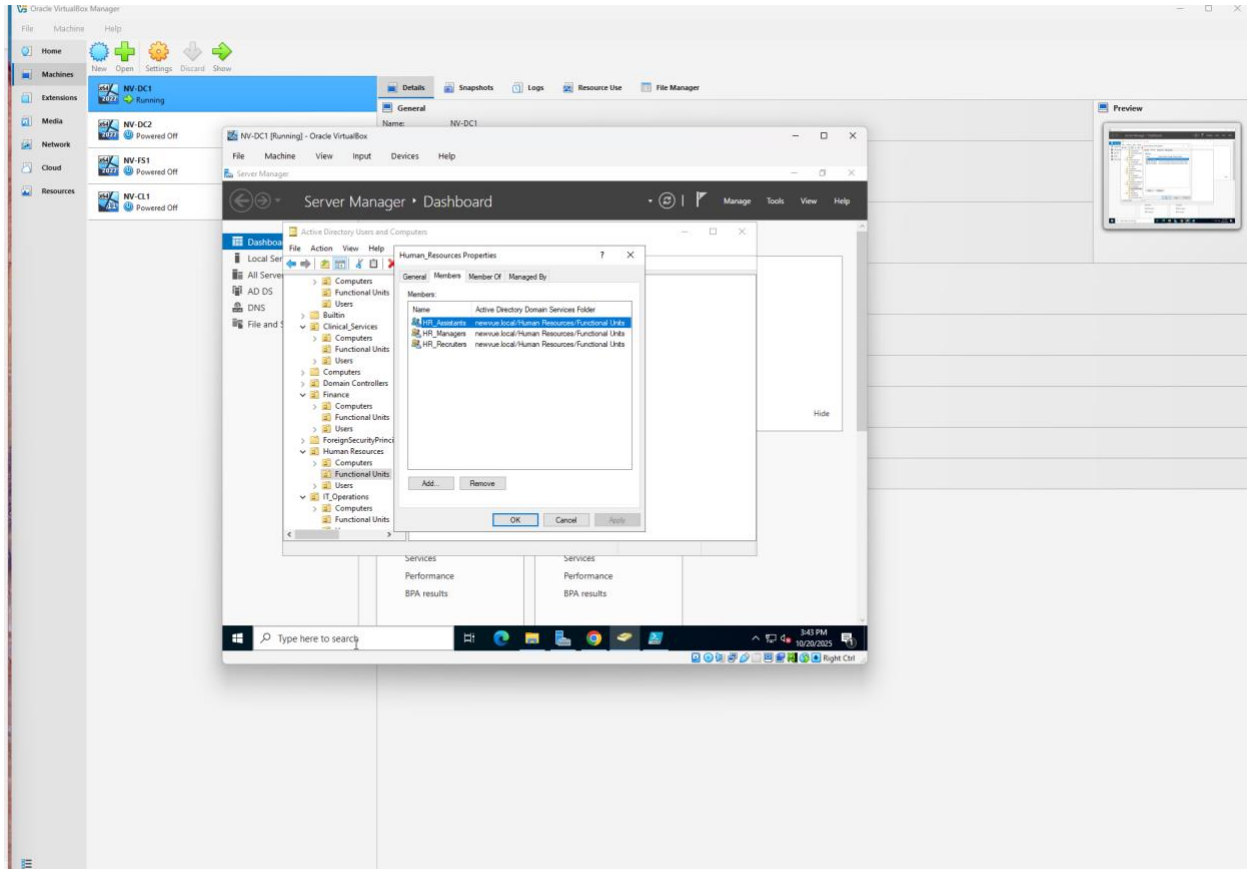 Oracle VirtualBox Manager
File Machine Help
Home
Machines
Extensions
Media
Network
Cloud
Resources
New Open Settings Discard Show
NV-DC1
Running
NV-DC2
Powered Off
NV-FS1
Powered Off
NV-CL1
Powered Off
Details Snapshots Logs Resource Use File Manager
General
Name: NV-DC1
Preview
NV-DC1 [Running] - Oracle VirtualBox
File Machine View Input Devices Help
Server Manager
Server Manager • Dashboard
Manage Tools View Help
Dashboa
Local Ser
All Server
AD DS
DNS
File and S
Active Directory Users and Computers
File Action View Help
Computers
Functional Units
Users
Builtin
Clinical_Services
Computers
Functional Units
Users
Computers
Domain Controllers
Finance
Computers
Functional Units
Users
ForeignSecurityPrinci
Human Resources
Computers
Functional Units
Users
IT_Operations
Computers
Functional Units
Human_Resources Properties ? X
General Members Member Of Managed By
Members:
Name Active Directory Domain Services Folder
HR_Assistants newvue.local/Human Resources/Functional Units
HR_Managers newvue.local/Human Resources/Functional Units
HR_Recruiters newvue.local/Human Resources/Functional Units
Add... Remove
OK Cancel Apply
Hide
Services Services
Performance Performance
BPA results BPA results
Type here to search
3:43 PM
10/20/2025
Right Ctrl